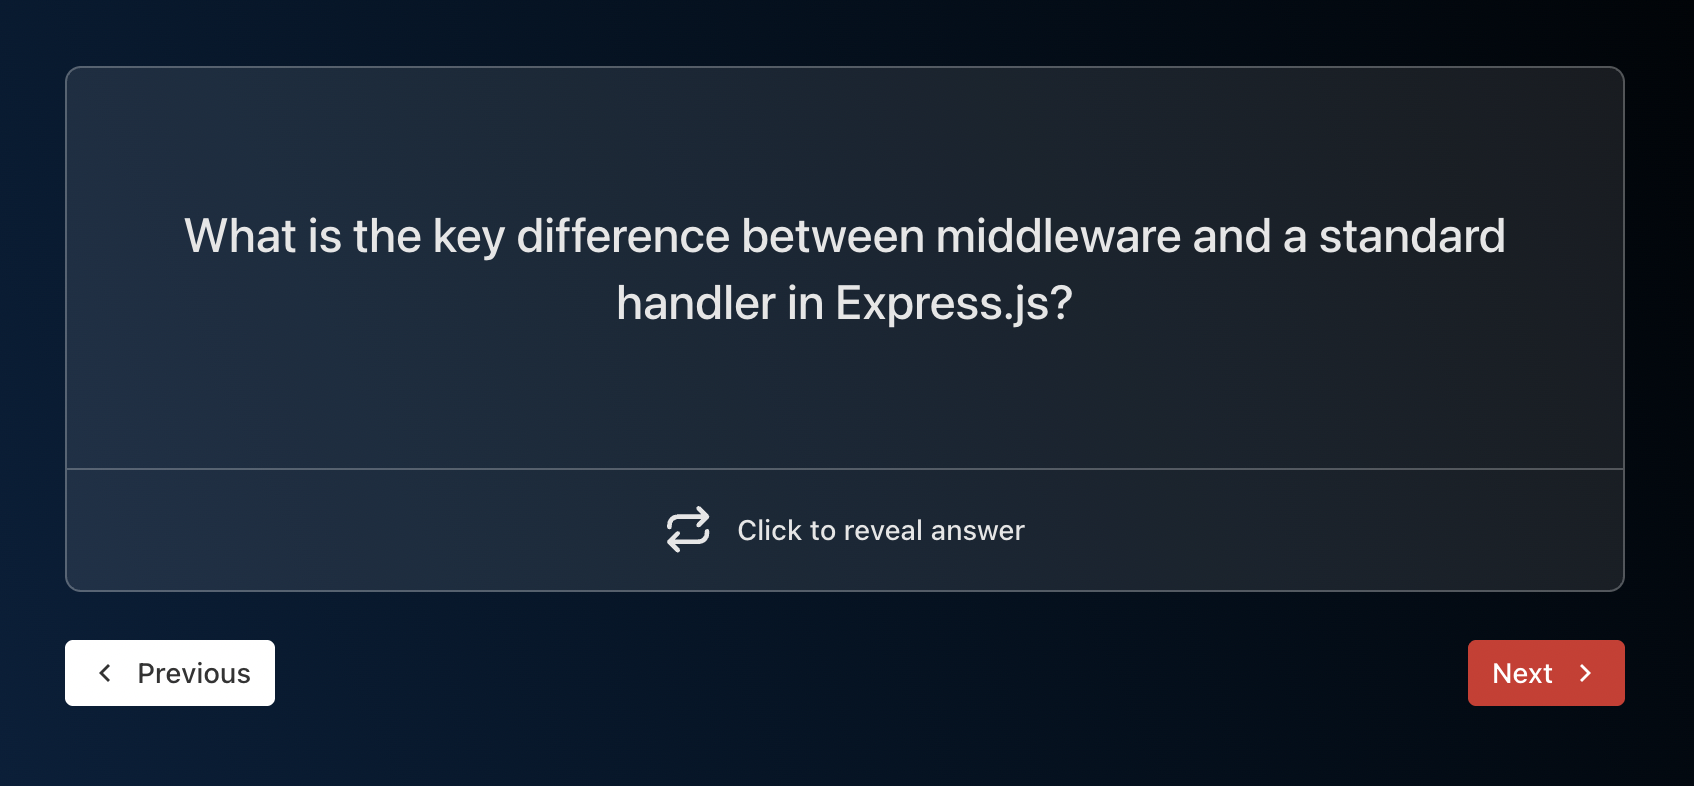 What is the key difference between middleware and a standard
handler in Express.js?
Click to reveal answer
Previous
Next